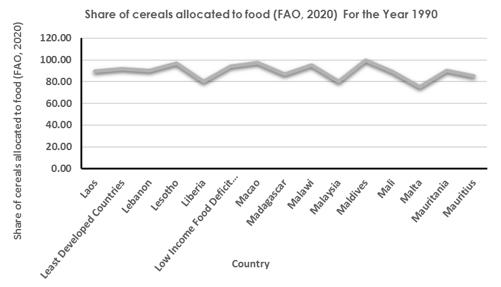 Share of cereals allocated to food (FAO, 2020) For the Year 1990
Share of cereals allocated to food (FAO, 2020)
120.00
100.00
80.00
60.00
40.00
20.00
0.00
Laos
Least Developed Countries
Lebanon
Lesotho
Liberia
Low Income Food Deficit...
Macao
Madagascar
Malawi
Malaysia
Maldives
Mali
Malta
Mauritania
Mauritius
Country